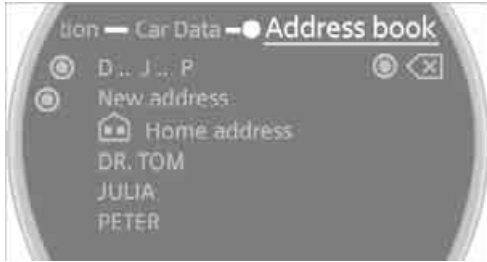 tion Car Data Address book
D .. J .. P
New address
Home address
DR. TOM
JULIA
PETER